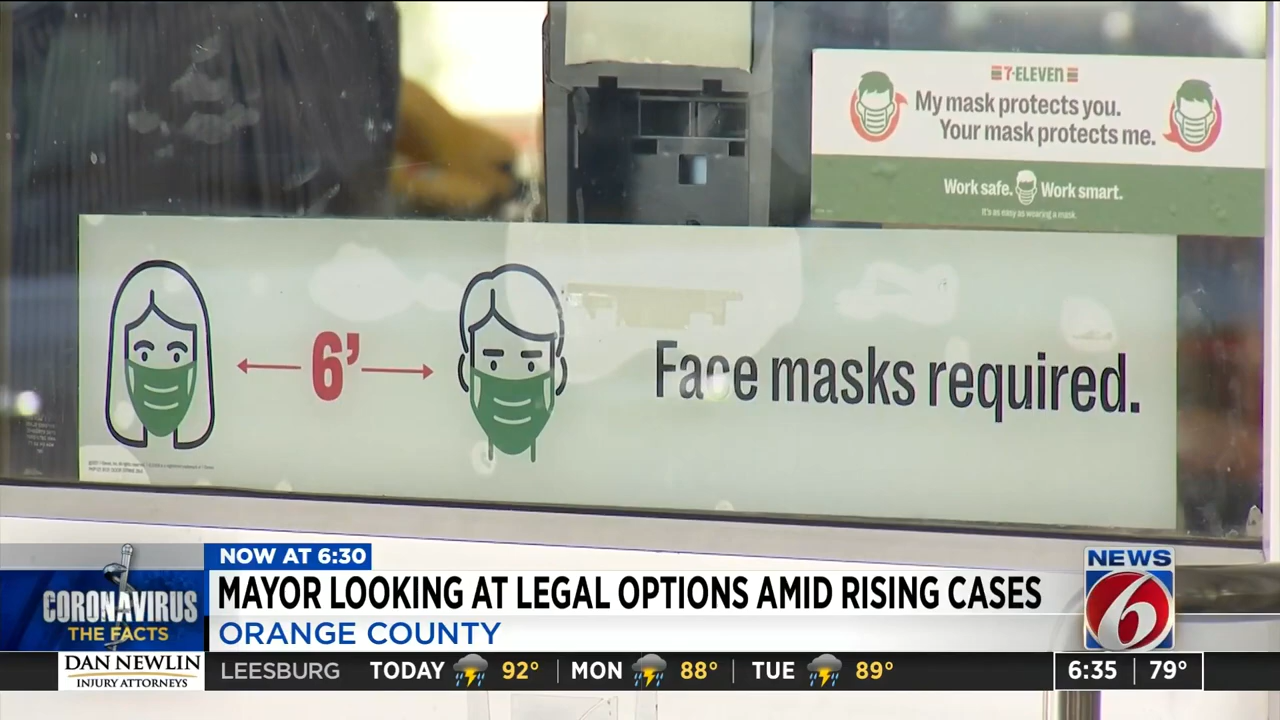 7-ELEVEN
My mask protects you.
Your mask protects me.
Work safe. Work smart.
It's as easy as wearing a mask.
6'
Face masks required.
NOW AT 6:30
MAYOR LOOKING AT LEGAL OPTIONS AMID RISING CASES
ORANGE COUNTY
CORONAVIRUS
THE FACTS
NEWS
6
DAN NEWLIN
INJURY ATTORNEYS
LEESBURG TODAY 92° MON 88° TUE 89°
6:35 79°